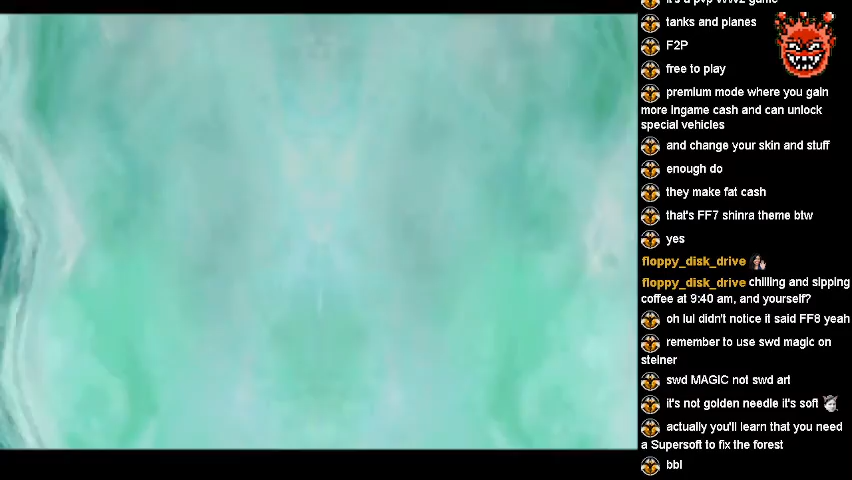 it's a pvp WW2 game
tanks and planes
F2P
free to play
premium mode where you gain
more ingame cash and can unlock
special vehicles
and change your skin and stuff
enough do
they make fat cash
that's FF7 shinra theme btw
yes
floppy_disk_drive
floppy_disk_drive chilling and sipping
coffee at 9:40 am, and yourself?
oh lul didn't notice it said FF8 yeah
remember to use swd magic on
steiner
swd MAGIC not swd art
it's not golden needle it's soft
actually you'll learn that you need
a Supersoft to fix the forest
bbl